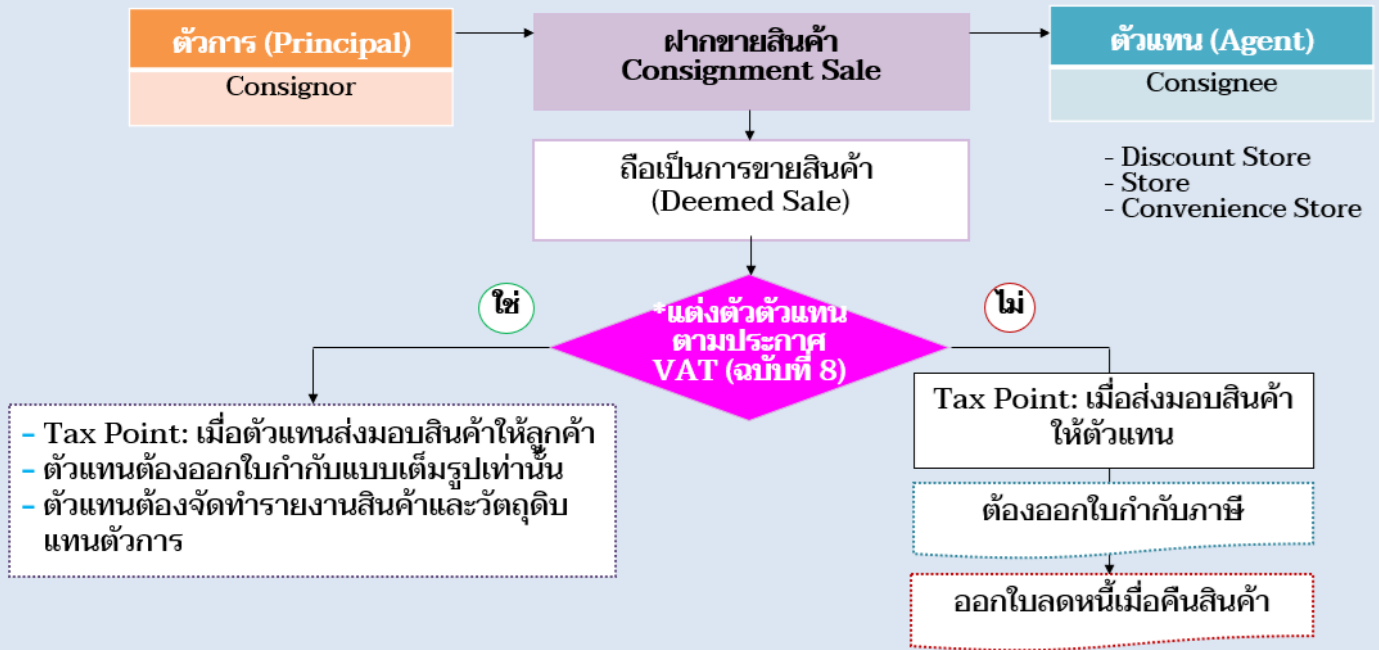 ตัวการ (Principal)
Consignor
ฝากขายสินค้า
Consignment Sale
ตัวแทน (Agent)
Consignee
- Discount Store
- Store
- Convenience Store
ถือเป็นการขายสินค้า
(Deemed Sale)
ใช่
*แต่งตัวตัวแทน
ตามประกาศ
VAT (ฉบับที่ 8)
ไม่
- Tax Point: เมื่อตัวแทนส่งมอบสินค้าให้ลูกค้า
- ตัวแทนต้องออกใบกำกับแบบเต็มรูปเท่านั้น
- ตัวแทนต้องจัดทำรายงานสินค้าและวัตถุดิบ
แทนตัวการ
Tax Point: เมื่อส่งมอบสินค้า
ให้ตัวแทน
ต้องออกใบกำกับภาษี
ออกใบลดหนี้เมื่อคืนสินค้า